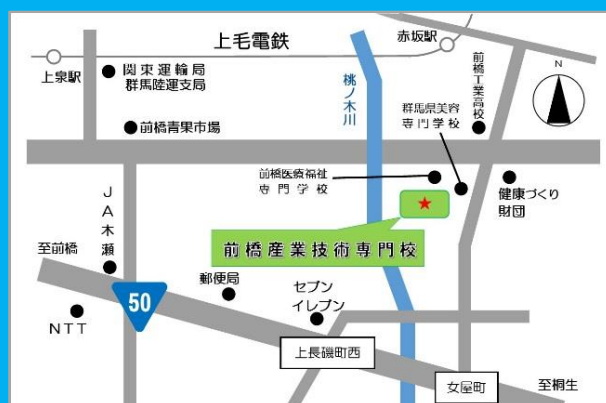 上毛電鉄
赤坂駅
上泉駅
関東運輸局
群馬陸運支局
桃ノ木川
前橋工業高校
N
群馬県美容
専門学校
前橋青果市場
前橋医療福祉
専門学校
健康づくり
財団
JA木瀬
前橋産業技術専門校
至前橋
郵便局
セブン
イレブン
50
NTT
上長磯町西
女屋町
至桐生